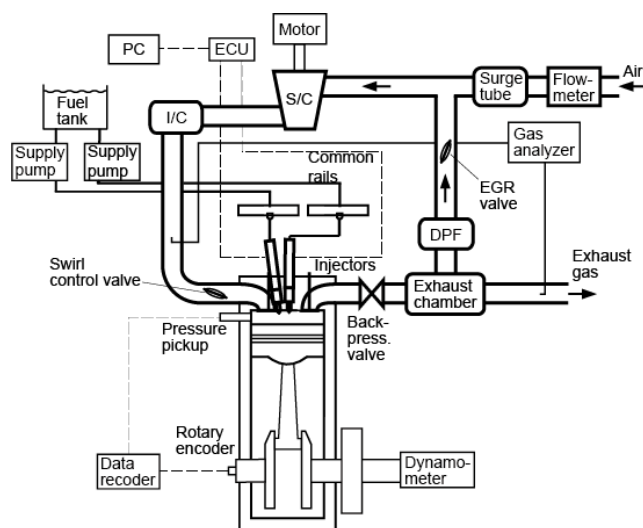 Motor
PC
ECU
S/C
Surge
tube
Flow-
meter
Air
Fuel
tank
I/C
Supply
pump
Supply
pump
Common
rails
Gas
analyzer
EGR
valve
DPF
Swirl
control valve
Injectors
Exhaust
chamber
Exhaust
gas
Pressure
pickup
Back-
press.
valve
Rotary
encoder
Data
recoder
Dynamo-
meter